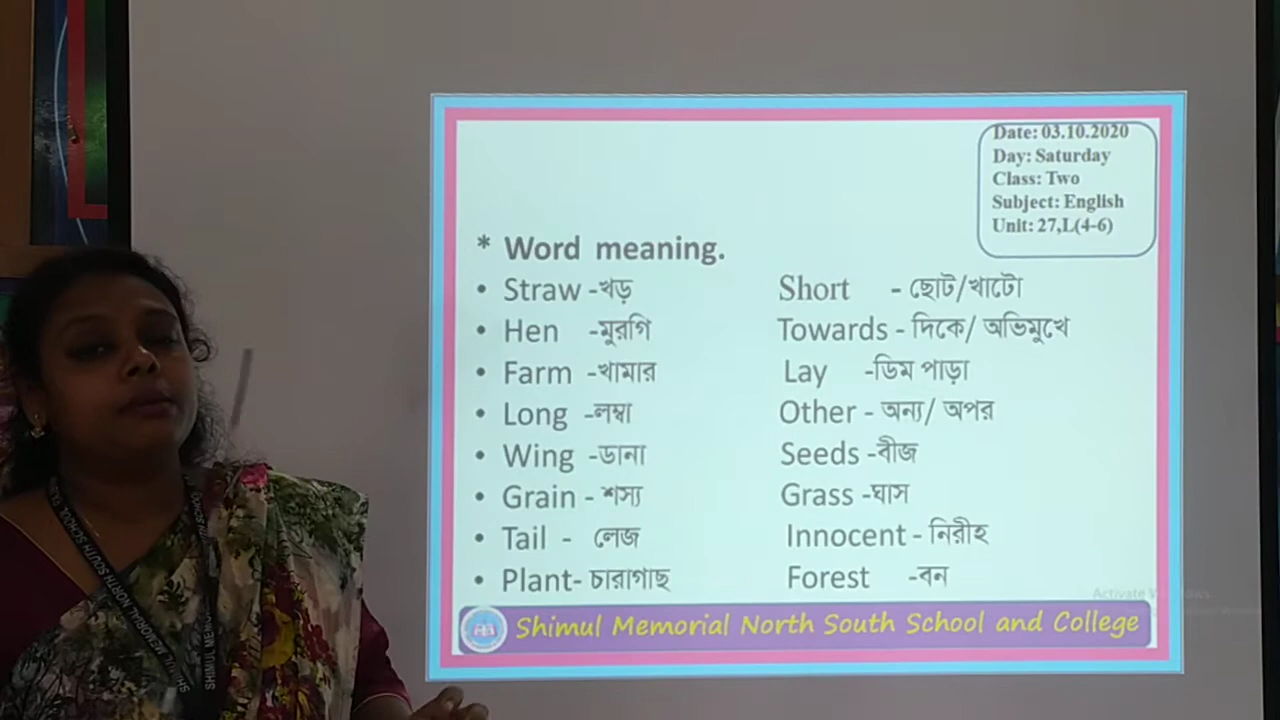 Date: 03.10.2020
Day: Saturday
Class: Two
Subject: English
Unit: 27,L(4-6)
* Word meaning.
• Straw -খড় Short - ছোট/খাটো
• Hen -মুরগি Towards - দিকে/ অভিমুখে
• Farm -খামার Lay -ডিম পাড়া
• Long -লম্বা Other - অন্য/ অপর
• Wing -ডানা Seeds -বীজ
• Grain - শস্য Grass -ঘাস
• Tail - লেজ Innocent - নিরীহ
• Plant- চারাগাছ Forest -বন
Shimul Memorial North South School and College